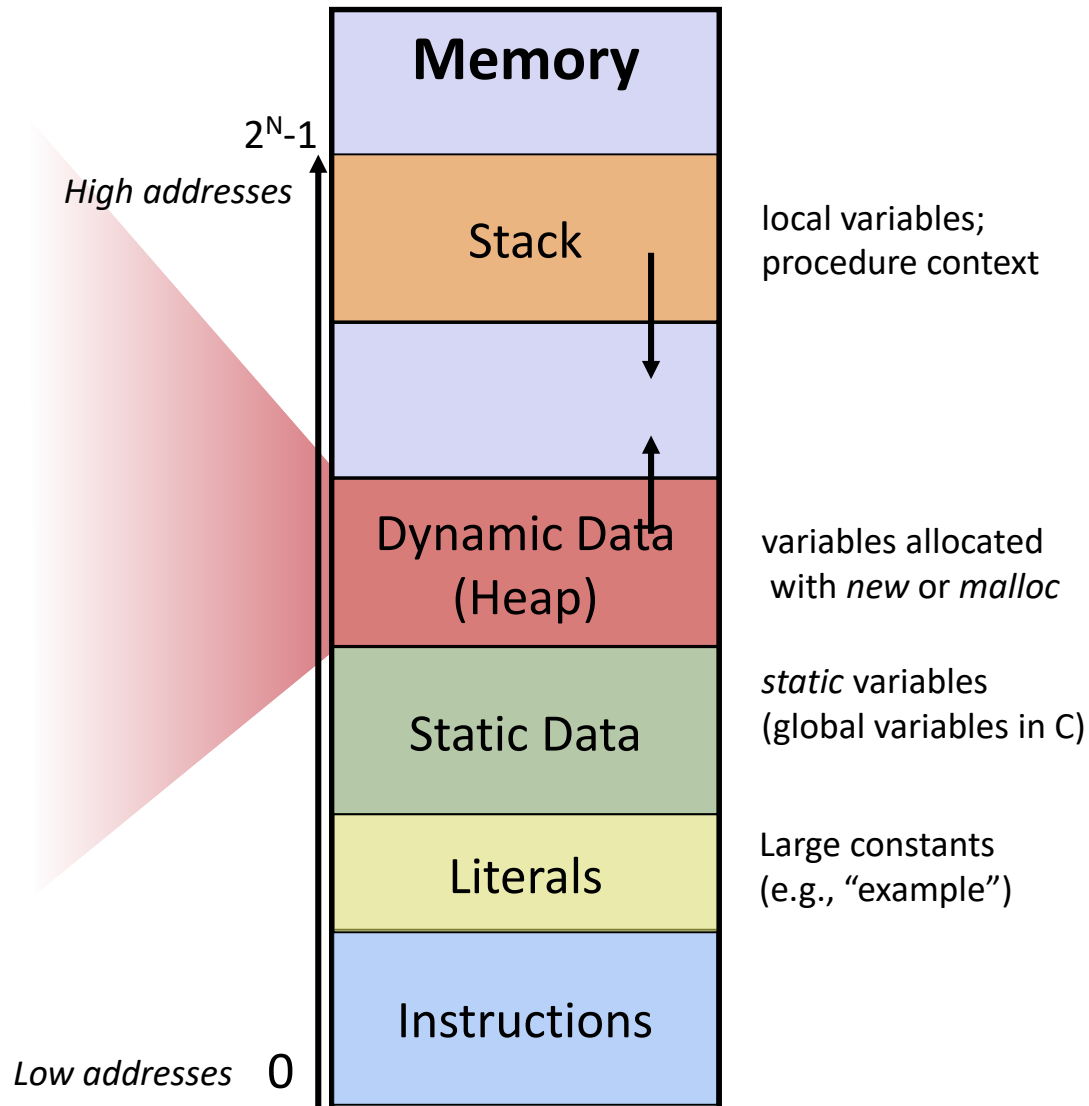 Memory
2ᴺ-1
High addresses
Stack
local variables;
procedure context
Dynamic Data
(Heap)
variables allocated
with new or malloc
static variables
(global variables in C)
Static Data
Large constants
(e.g., “example”)
Literals
Instructions
Low addresses 0